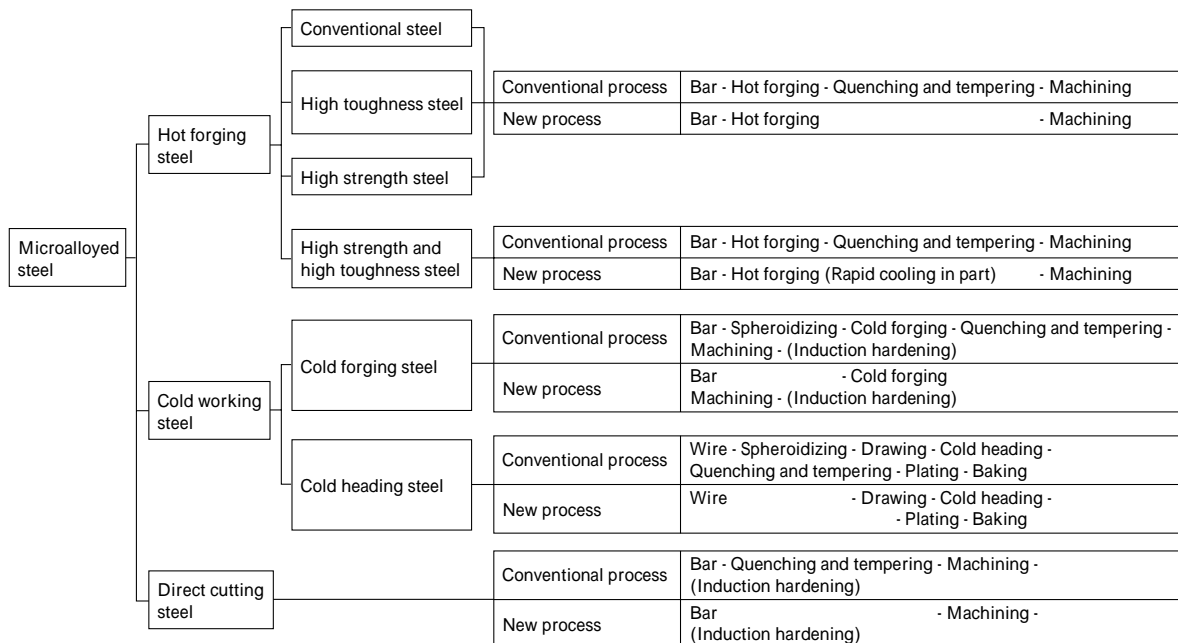 Conventional steel
Conventional process
Bar - Hot forging - Quenching and tempering - Machining
High toughness steel
New process
Bar - Hot forging - Machining
Hot forging
steel
High strength steel
Microalloyed
steel
High strength and
high toughness steel
Conventional process
Bar - Hot forging - Quenching and tempering - Machining
New process
Bar - Hot forging (Rapid cooling in part) - Machining
Cold working
steel
Cold forging steel
Conventional process
Bar - Spheroidizing - Cold forging - Quenching and tempering -
Machining - (Induction hardening)
New process
Bar - Cold forging
Machining - (Induction hardening)
Cold heading steel
Conventional process
Wire - Spheroidizing - Drawing - Cold heading -
Quenching and tempering - Plating - Baking
New process
Wire - Drawing - Cold heading -
- Plating - Baking
Direct cutting
steel
Conventional process
Bar - Quenching and tempering - Machining -
(Induction hardening)
New process
Bar - Machining -
(Induction hardening)